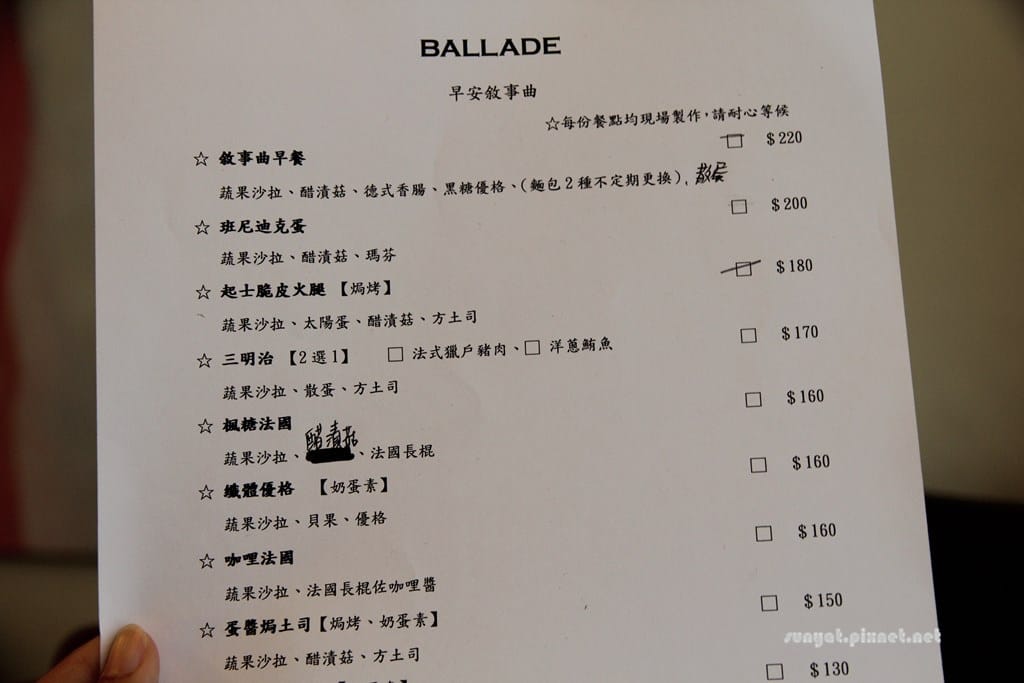 BALLADE
早安敘事曲
☆每份餐點均現場製作，請耐心等候
☆ 敘事曲早餐 □ $220
蔬果沙拉、醋漬菇、德式香腸、黑糖優格、(麵包2種不定期更換)、散蛋
☆ 班尼迪克蛋 □ $200
蔬果沙拉、醋漬菇、瑪芬
☆ 起士脆皮火腿【焗烤】 □ $180
蔬果沙拉、太陽蛋、醋漬菇、方土司
☆ 三明治【2選1】 □ 法式獵戶豬肉、□ 洋蔥鮪魚 □ $170
蔬果沙拉、散蛋、方土司
☆ 楓糖法國 □ $160
蔬果沙拉、醋漬菇、法國長棍
☆ 纖體優格 【奶蛋素】 □ $160
蔬果沙拉、貝果、優格
☆ 咖哩法國 □ $160
蔬果沙拉、法國長棍佐咖哩醬
☆ 蛋醬焗土司【焗烤、奶蛋素】 □ $150
蔬果沙拉、醋漬菇、方土司
□ $130
sunyat.pixnet.net